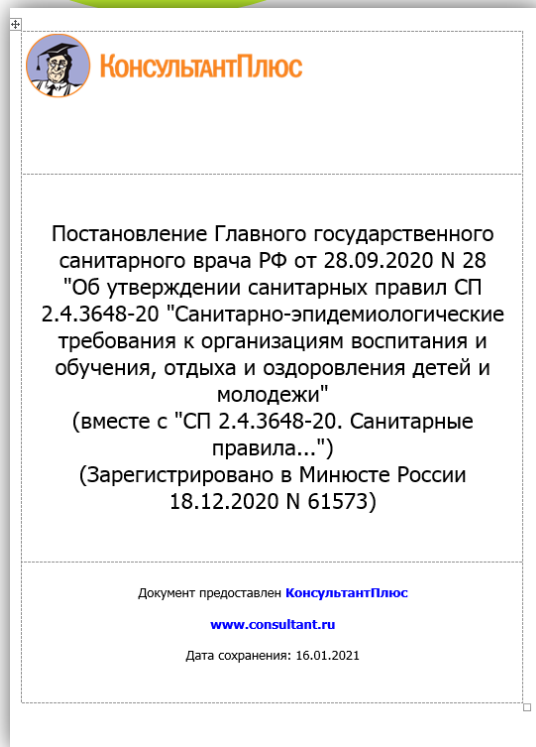 КонсультантПлюс
Постановление Главного государственного
санитарного врача РФ от 28.09.2020 N 28
"Об утверждении санитарных правил СП
2.4.3648-20 "Санитарно-эпидемиологические
требования к организациям воспитания и
обучения, отдыха и оздоровления детей и
молодежи"
(вместе с "СП 2.4.3648-20. Санитарные
правила...")
(Зарегистрировано в Минюсте России
18.12.2020 N 61573)
Документ предоставлен КонсультантПлюс
www.consultant.ru
Дата сохранения: 16.01.2021